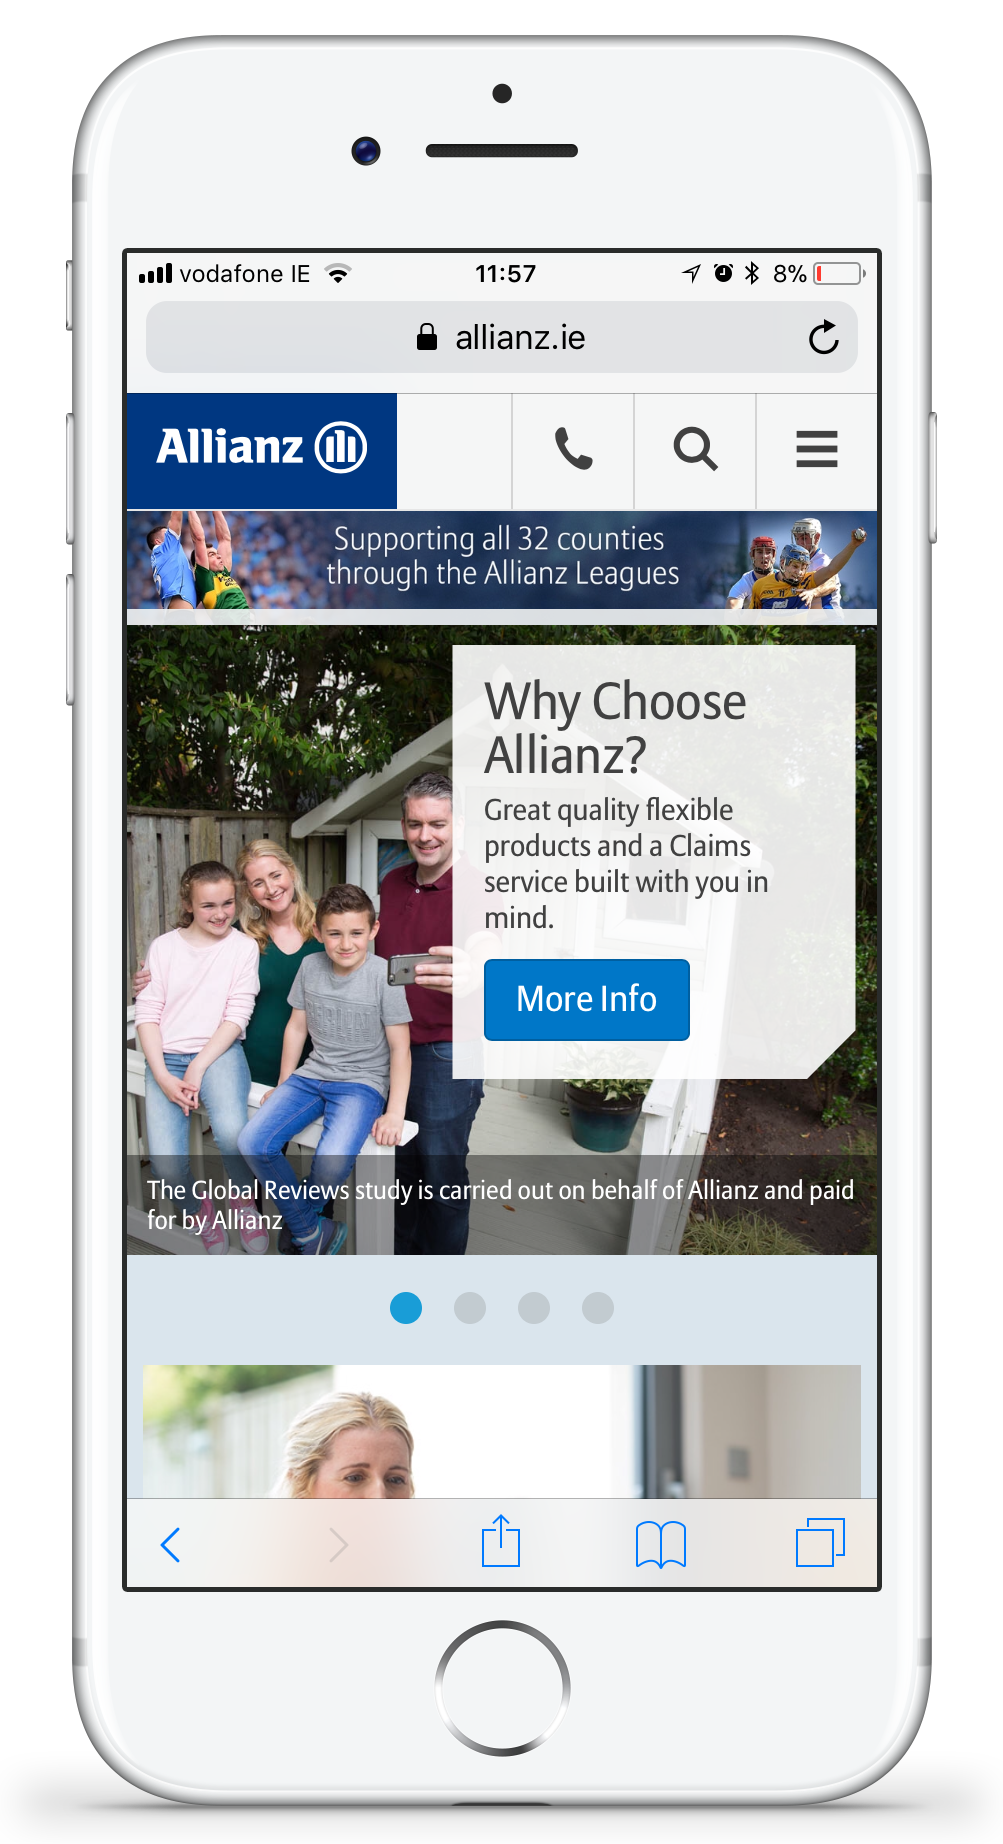 vodafone IE 11:57 8%
allianz.ie
Allianz
Supporting all 32 counties
through the Allianz Leagues
Why Choose
Allianz?
Great quality flexible
products and a Claims
service built with you in
mind.
More Info
The Global Reviews study is carried out on behalf of Allianz and paid
for by Allianz